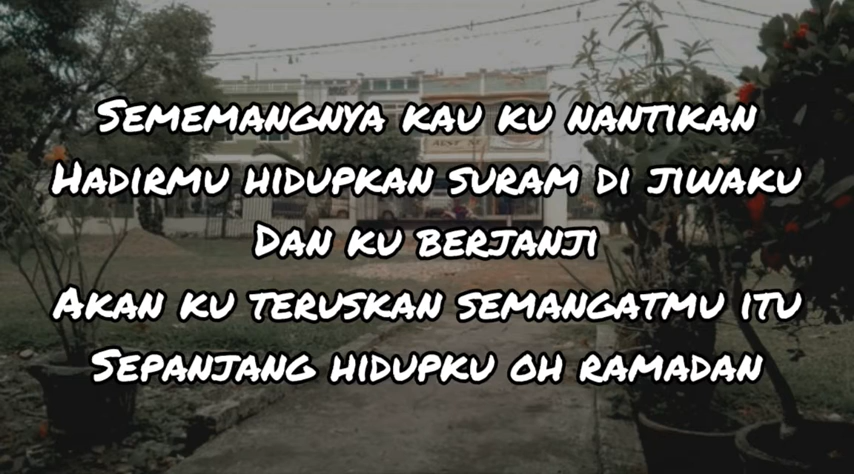 Sememangnya kau ku nantikan
Hadirmu hidupkan suram di jiwaku
Dan ku berjanji
Akan ku teruskan semangatmu itu
Sepanjang hidupku oh ramadan